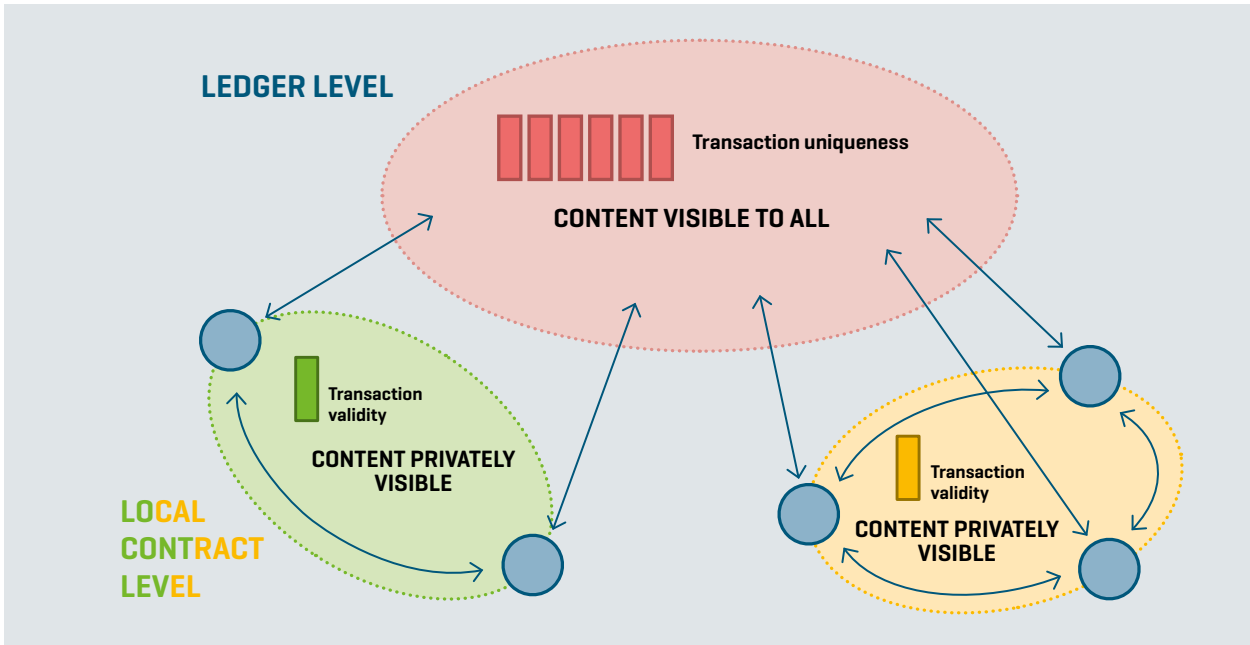 LEDGER LEVEL
Transaction uniqueness
CONTENT VISIBLE TO ALL
Transaction
validity
CONTENT PRIVATELY
VISIBLE
LOCAL
CONTRACT
LEVEL
Transaction
validity
CONTENT PRIVATELY
VISIBLE